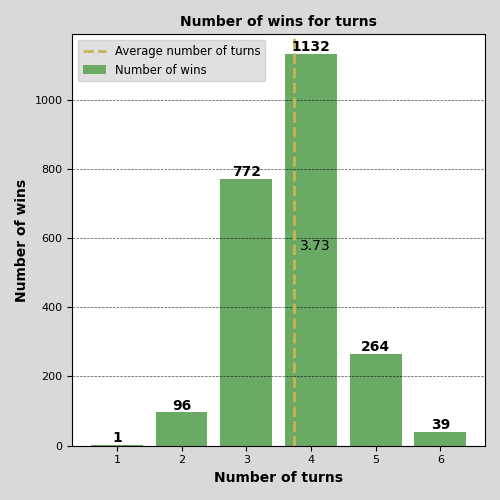 Number of wins for turns
Average number of turns
Number of wins
1132
1000
800
772
600
3.73
400
264
200
96
39
1
0
1 2 3 4 5 6
Number of wins
Number of turns